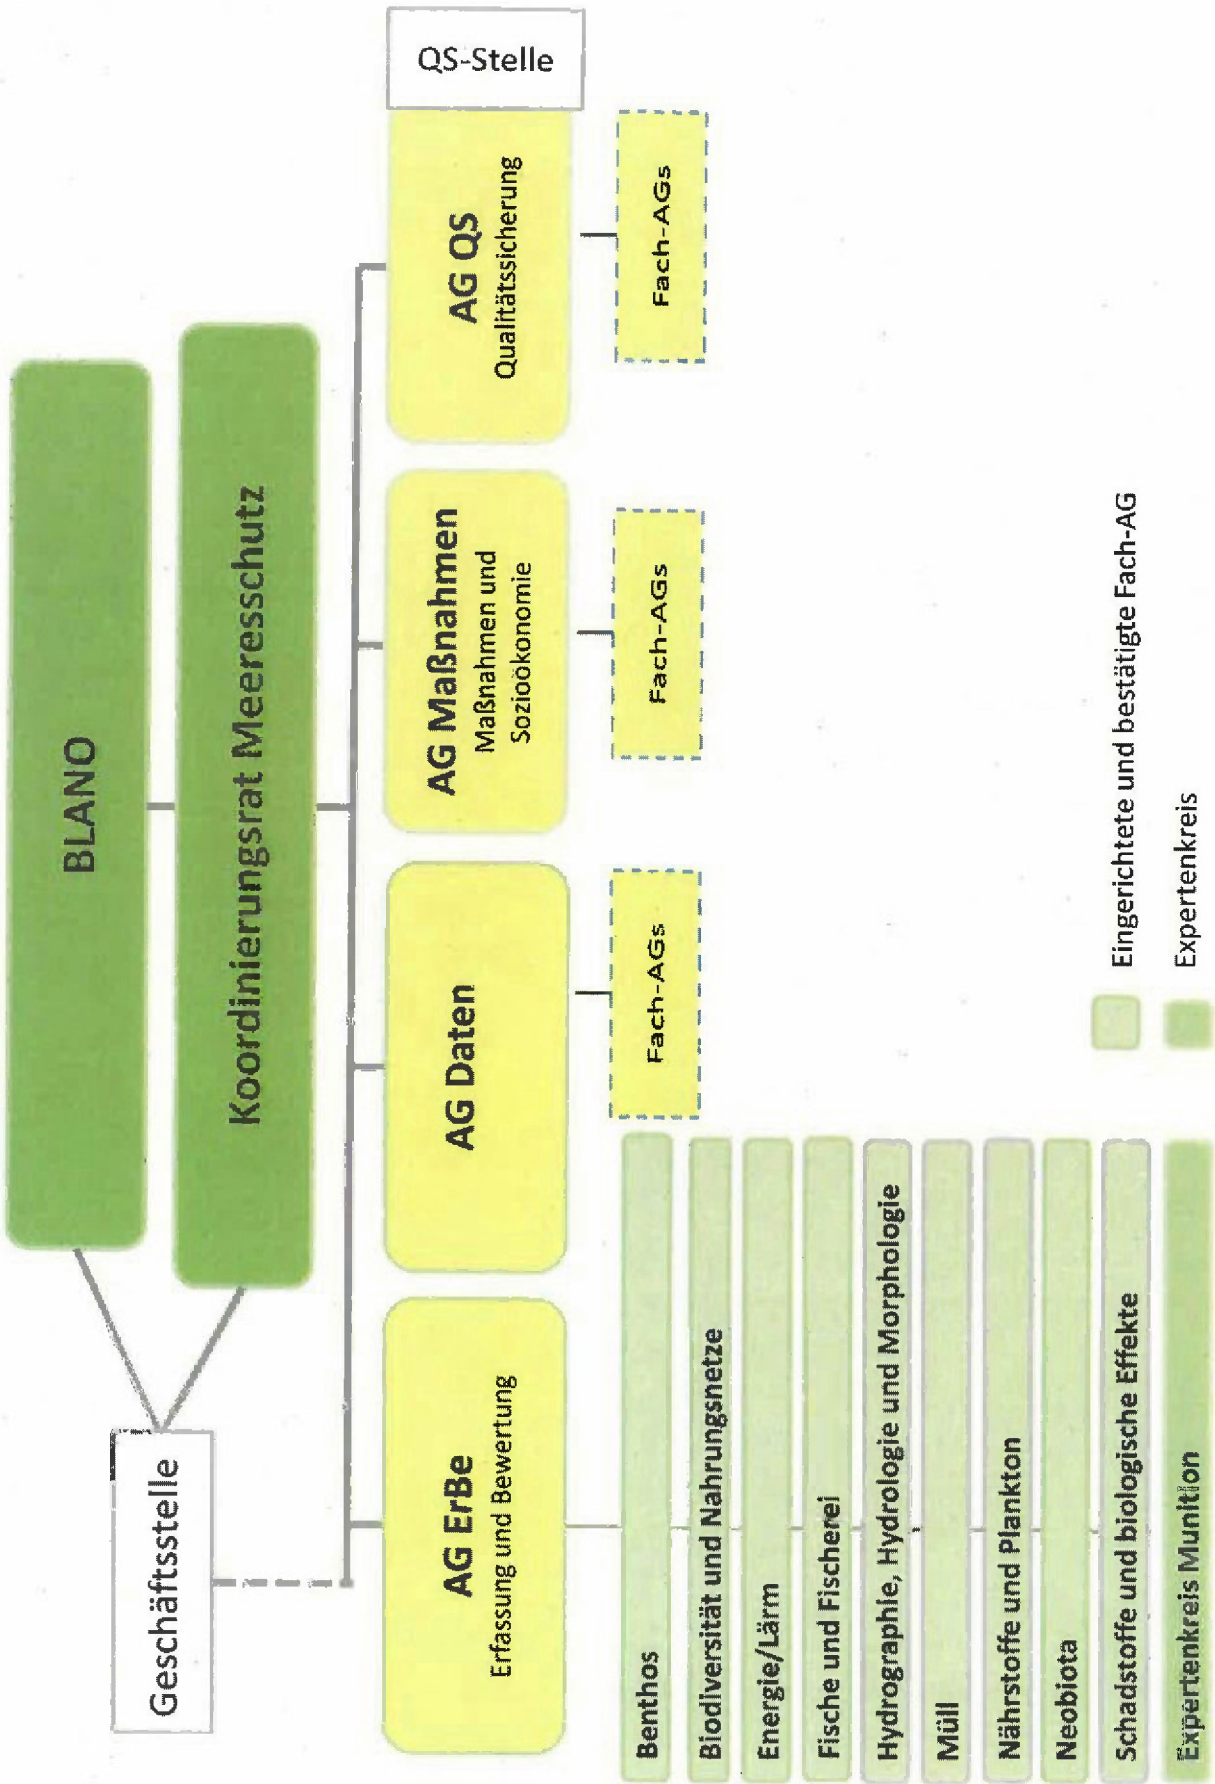 BLANO
Geschäftsstelle
Koordinierungsrat Meeresschutz
AG ErBe
Erfassung und Bewertung
AG Daten
AG Maßnahmen
Maßnahmen und
Sozioökonomie
AG QS
Qualitätssicherung
QS-Stelle
Fach-AGs
Fach-AGs
Fach-AGs
Benthos
Biodiversität und Nahrungsnetze
Energie/Lärm
Fische und Fischerei
Hydrographie, Hydrologie und Morphologie
Müll
Nährstoffe und Plankton
Neobiota
Schadstoffe und biologische Effekte
Expertenkreis Munition
Eingerichtete und bestätigte Fach-AG
Expertenkreis